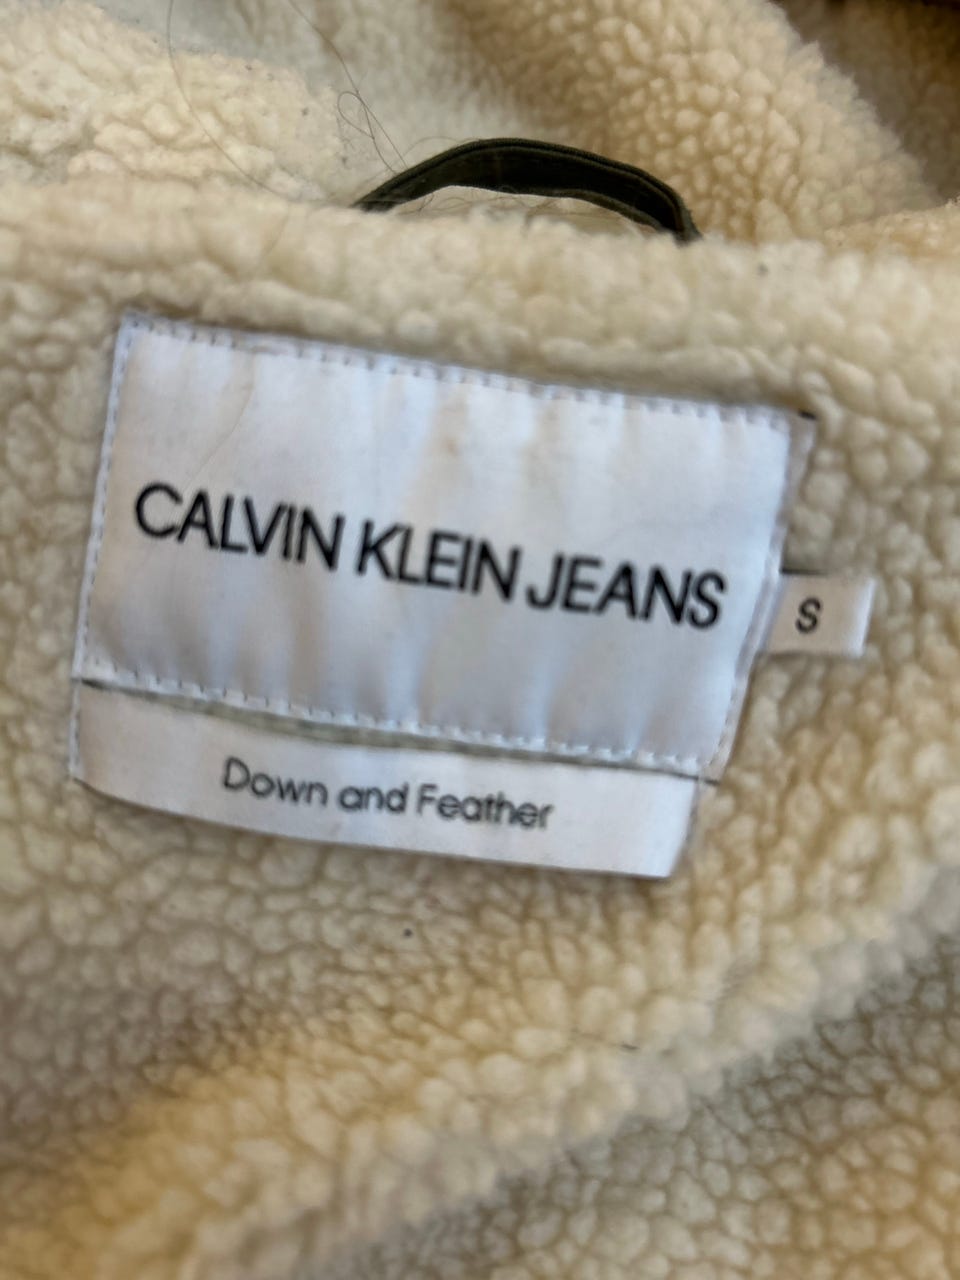 CALVIN KLEIN JEANS
S
Down and Feather